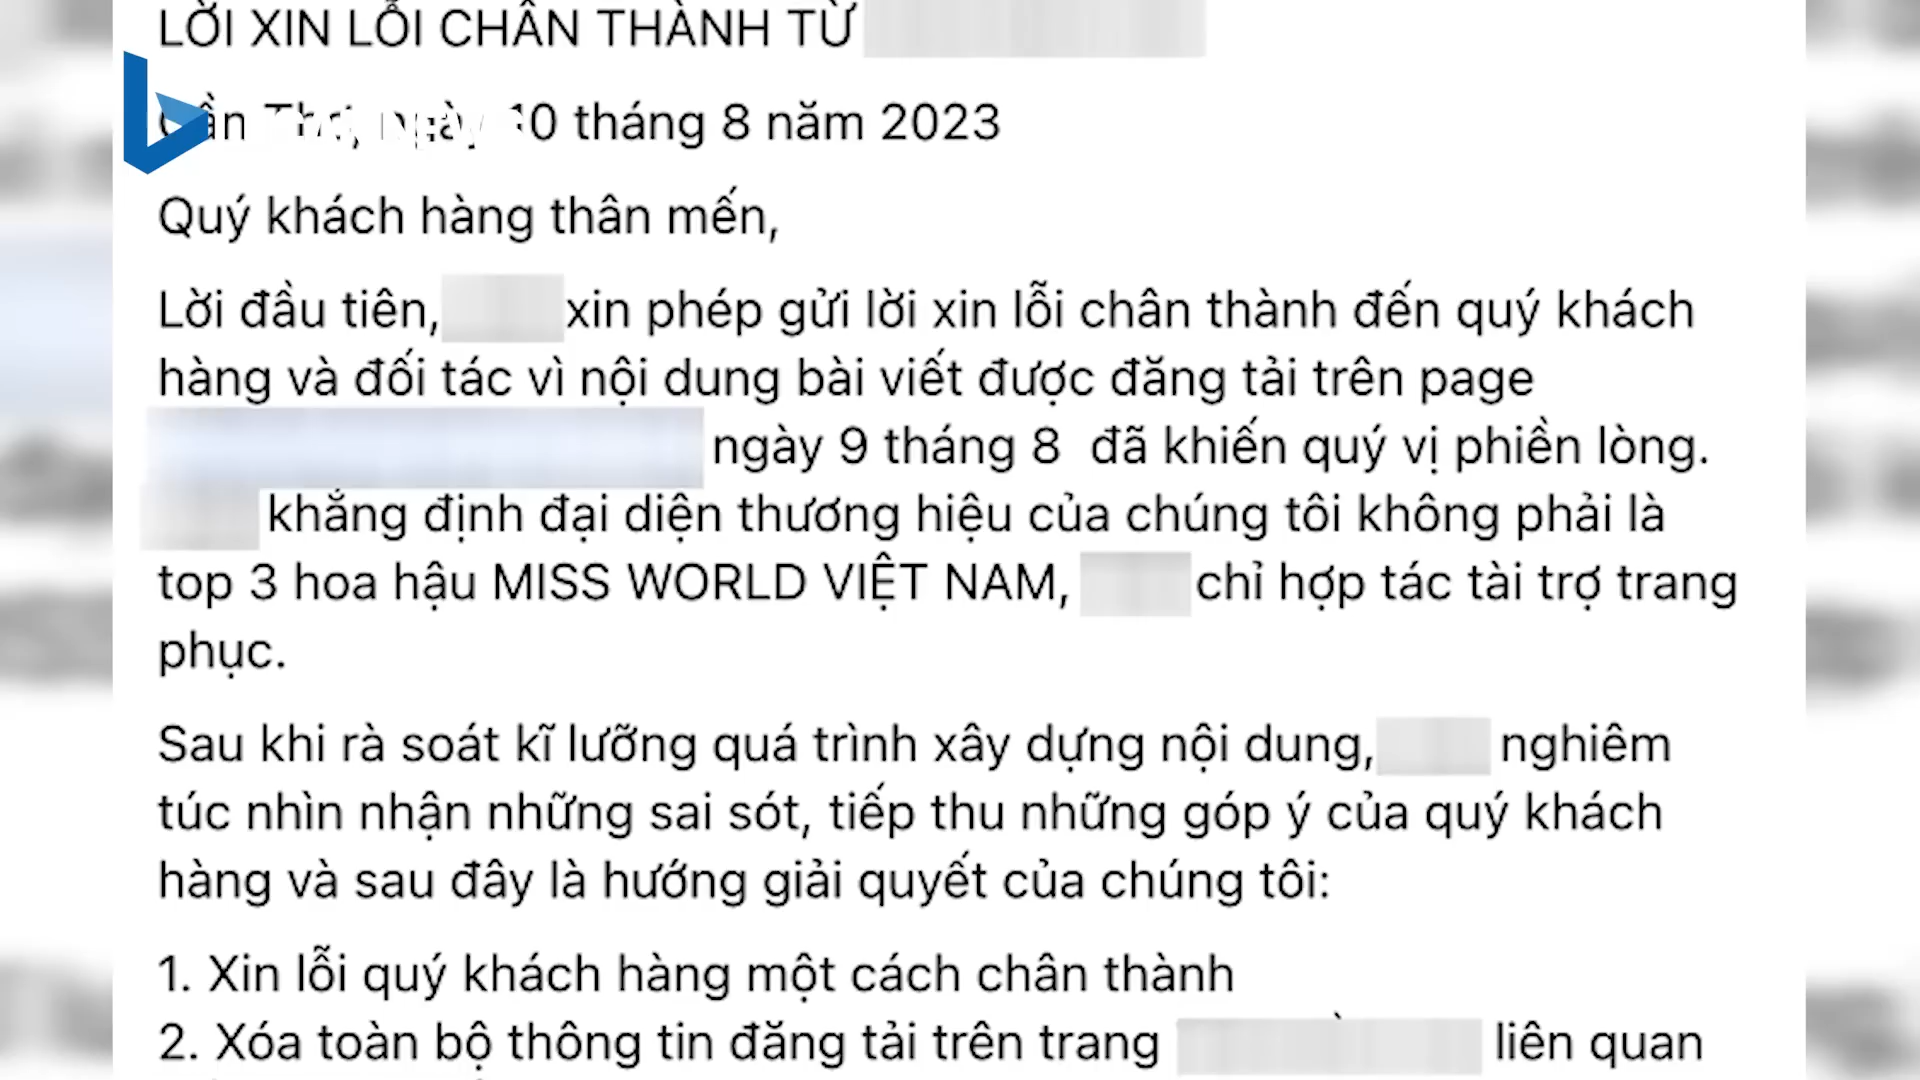 LỜI XIN LỖI CHÂN THÀNH TỪ
10 tháng 8 năm 2023
Quý khách hàng thân mến,
Lời đầu tiên, xin phép gửi lời xin lỗi chân thành đến quý khách
hàng và đối tác vì nội dung bài viết được đăng tải trên page
ngày 9 tháng 8 đã khiến quý vị phiền lòng.
khẳng định đại diện thương hiệu của chúng tôi không phải là
top 3 hoa hậu MISS WORLD VIỆT NAM, chỉ hợp tác tài trợ trang
phục.
Sau khi rà soát kĩ lưỡng quá trình xây dựng nội dung, nghiêm
túc nhìn nhận những sai sót, tiếp thu những góp ý của quý khách
hàng và sau đây là hướng giải quyết của chúng tôi:
1. Xin lỗi quý khách hàng một cách chân thành
2. Xóa toàn bộ thông tin đăng tải trên trang liên quan